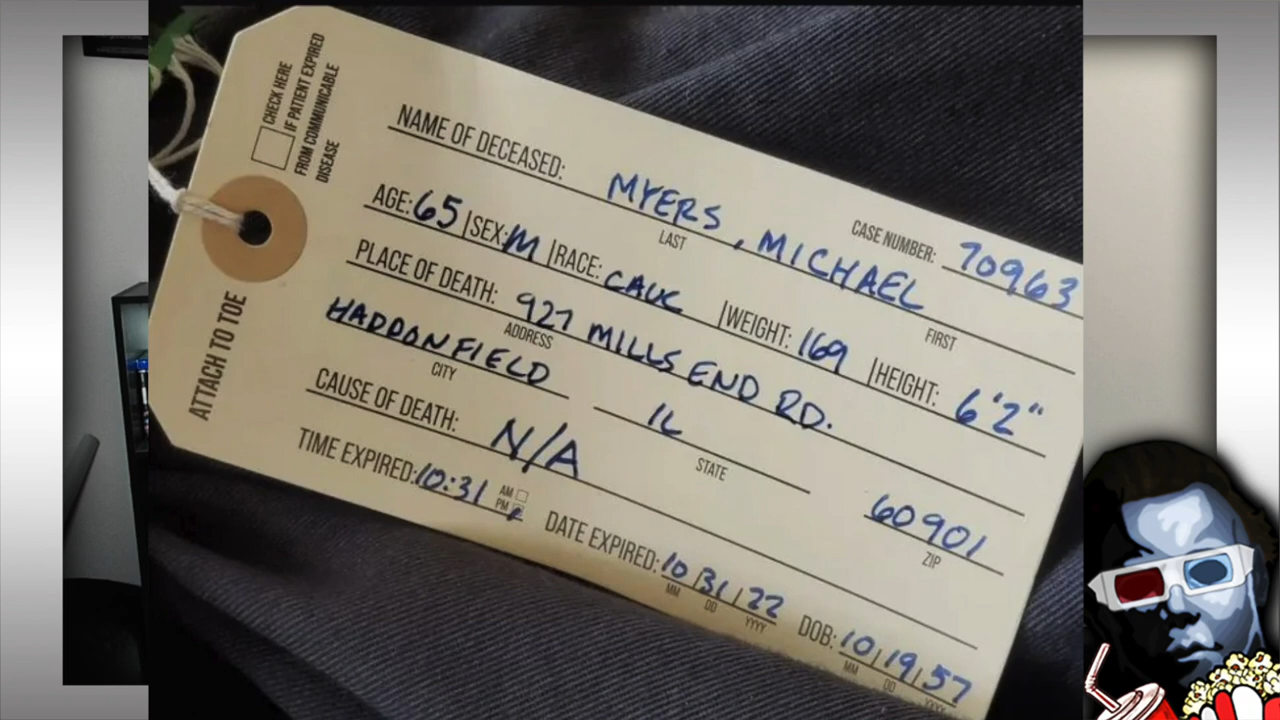 CHECK HERE
IF PATIENT EXPIRED
FROM COMMUNICABLE
DISEASE
ATTACH TO TOE
NAME OF DECEASED: MYERS, MICHAEL
LAST FIRST
CASE NUMBER: 70963
AGE: 65 | SEX: M | RACE: CAUC | WEIGHT: 169 | HEIGHT: 6'2"
PLACE OF DEATH: 927 MILLS END RD.
ADDRESS
HADDONFIELD IL 60901
CITY STATE ZIP
CAUSE OF DEATH: N/A
TIME EXPIRED: 10:31 AM PM DATE EXPIRED: 10/31/22 DOB: 10/19/57
MM DD YYYY MM DD YYYY